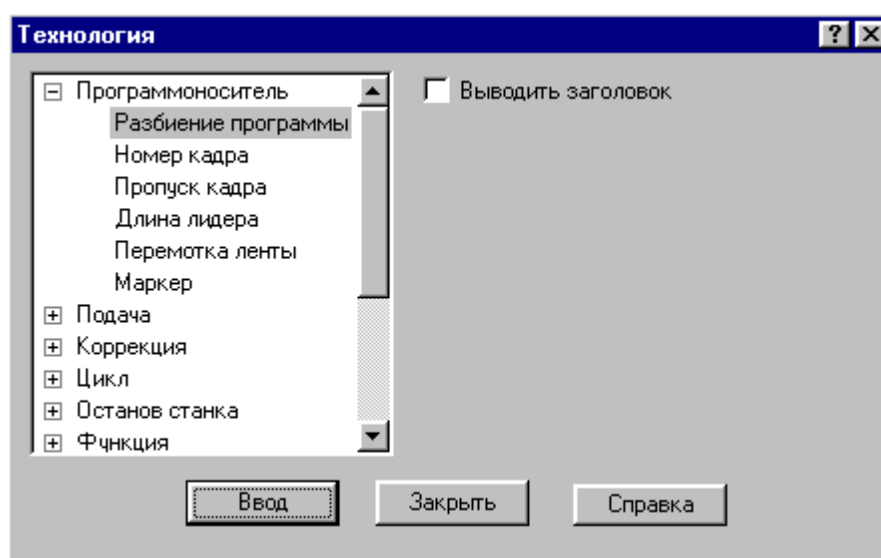 Технология
Программоноситель
Выводить заголовок
Разбиение программы
Номер кадра
Пропуск кадра
Длина лидера
Перемотка ленты
Маркер
Подача
Коррекция
Цикл
Останов станка
Функция
Ввод
Закрыть
Справка